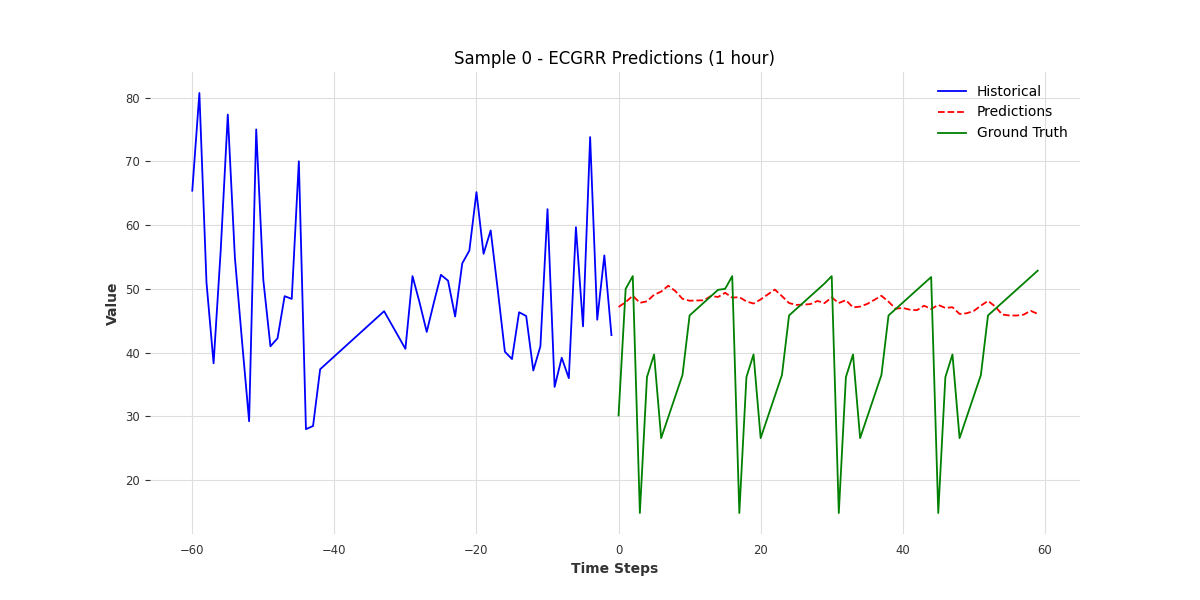 Sample 0 - ECGRR Predictions (1 hour)
Historical
Predictions
Ground Truth
80
70
60
50
40
30
20
Value
−60
−40
−20
0
20
40
60
Time Steps